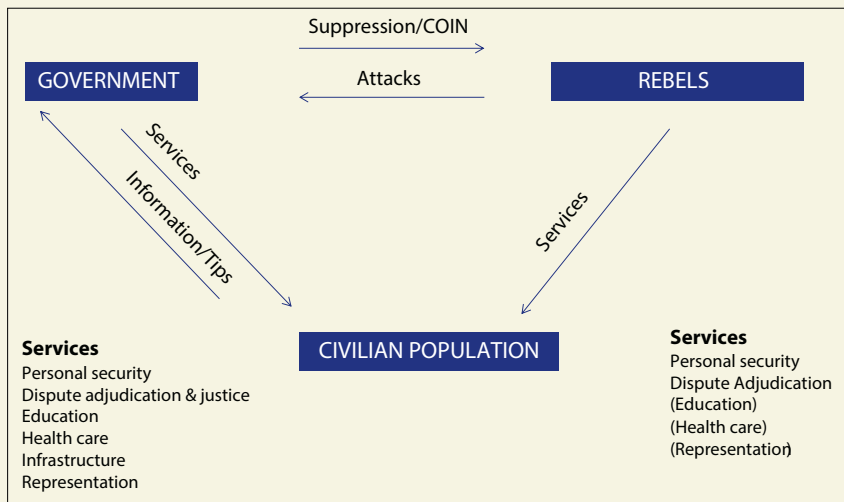 Suppression/COIN
GOVERNMENT
Attacks
REBELS
Services
Information/Tips
Services
CIVILIAN POPULATION
Services
Personal security
Dispute adjudication & justice
Education
Health care
Infrastructure
Representation
Services
Personal security
Dispute Adjudication
(Education)
(Health care)
(Representation)